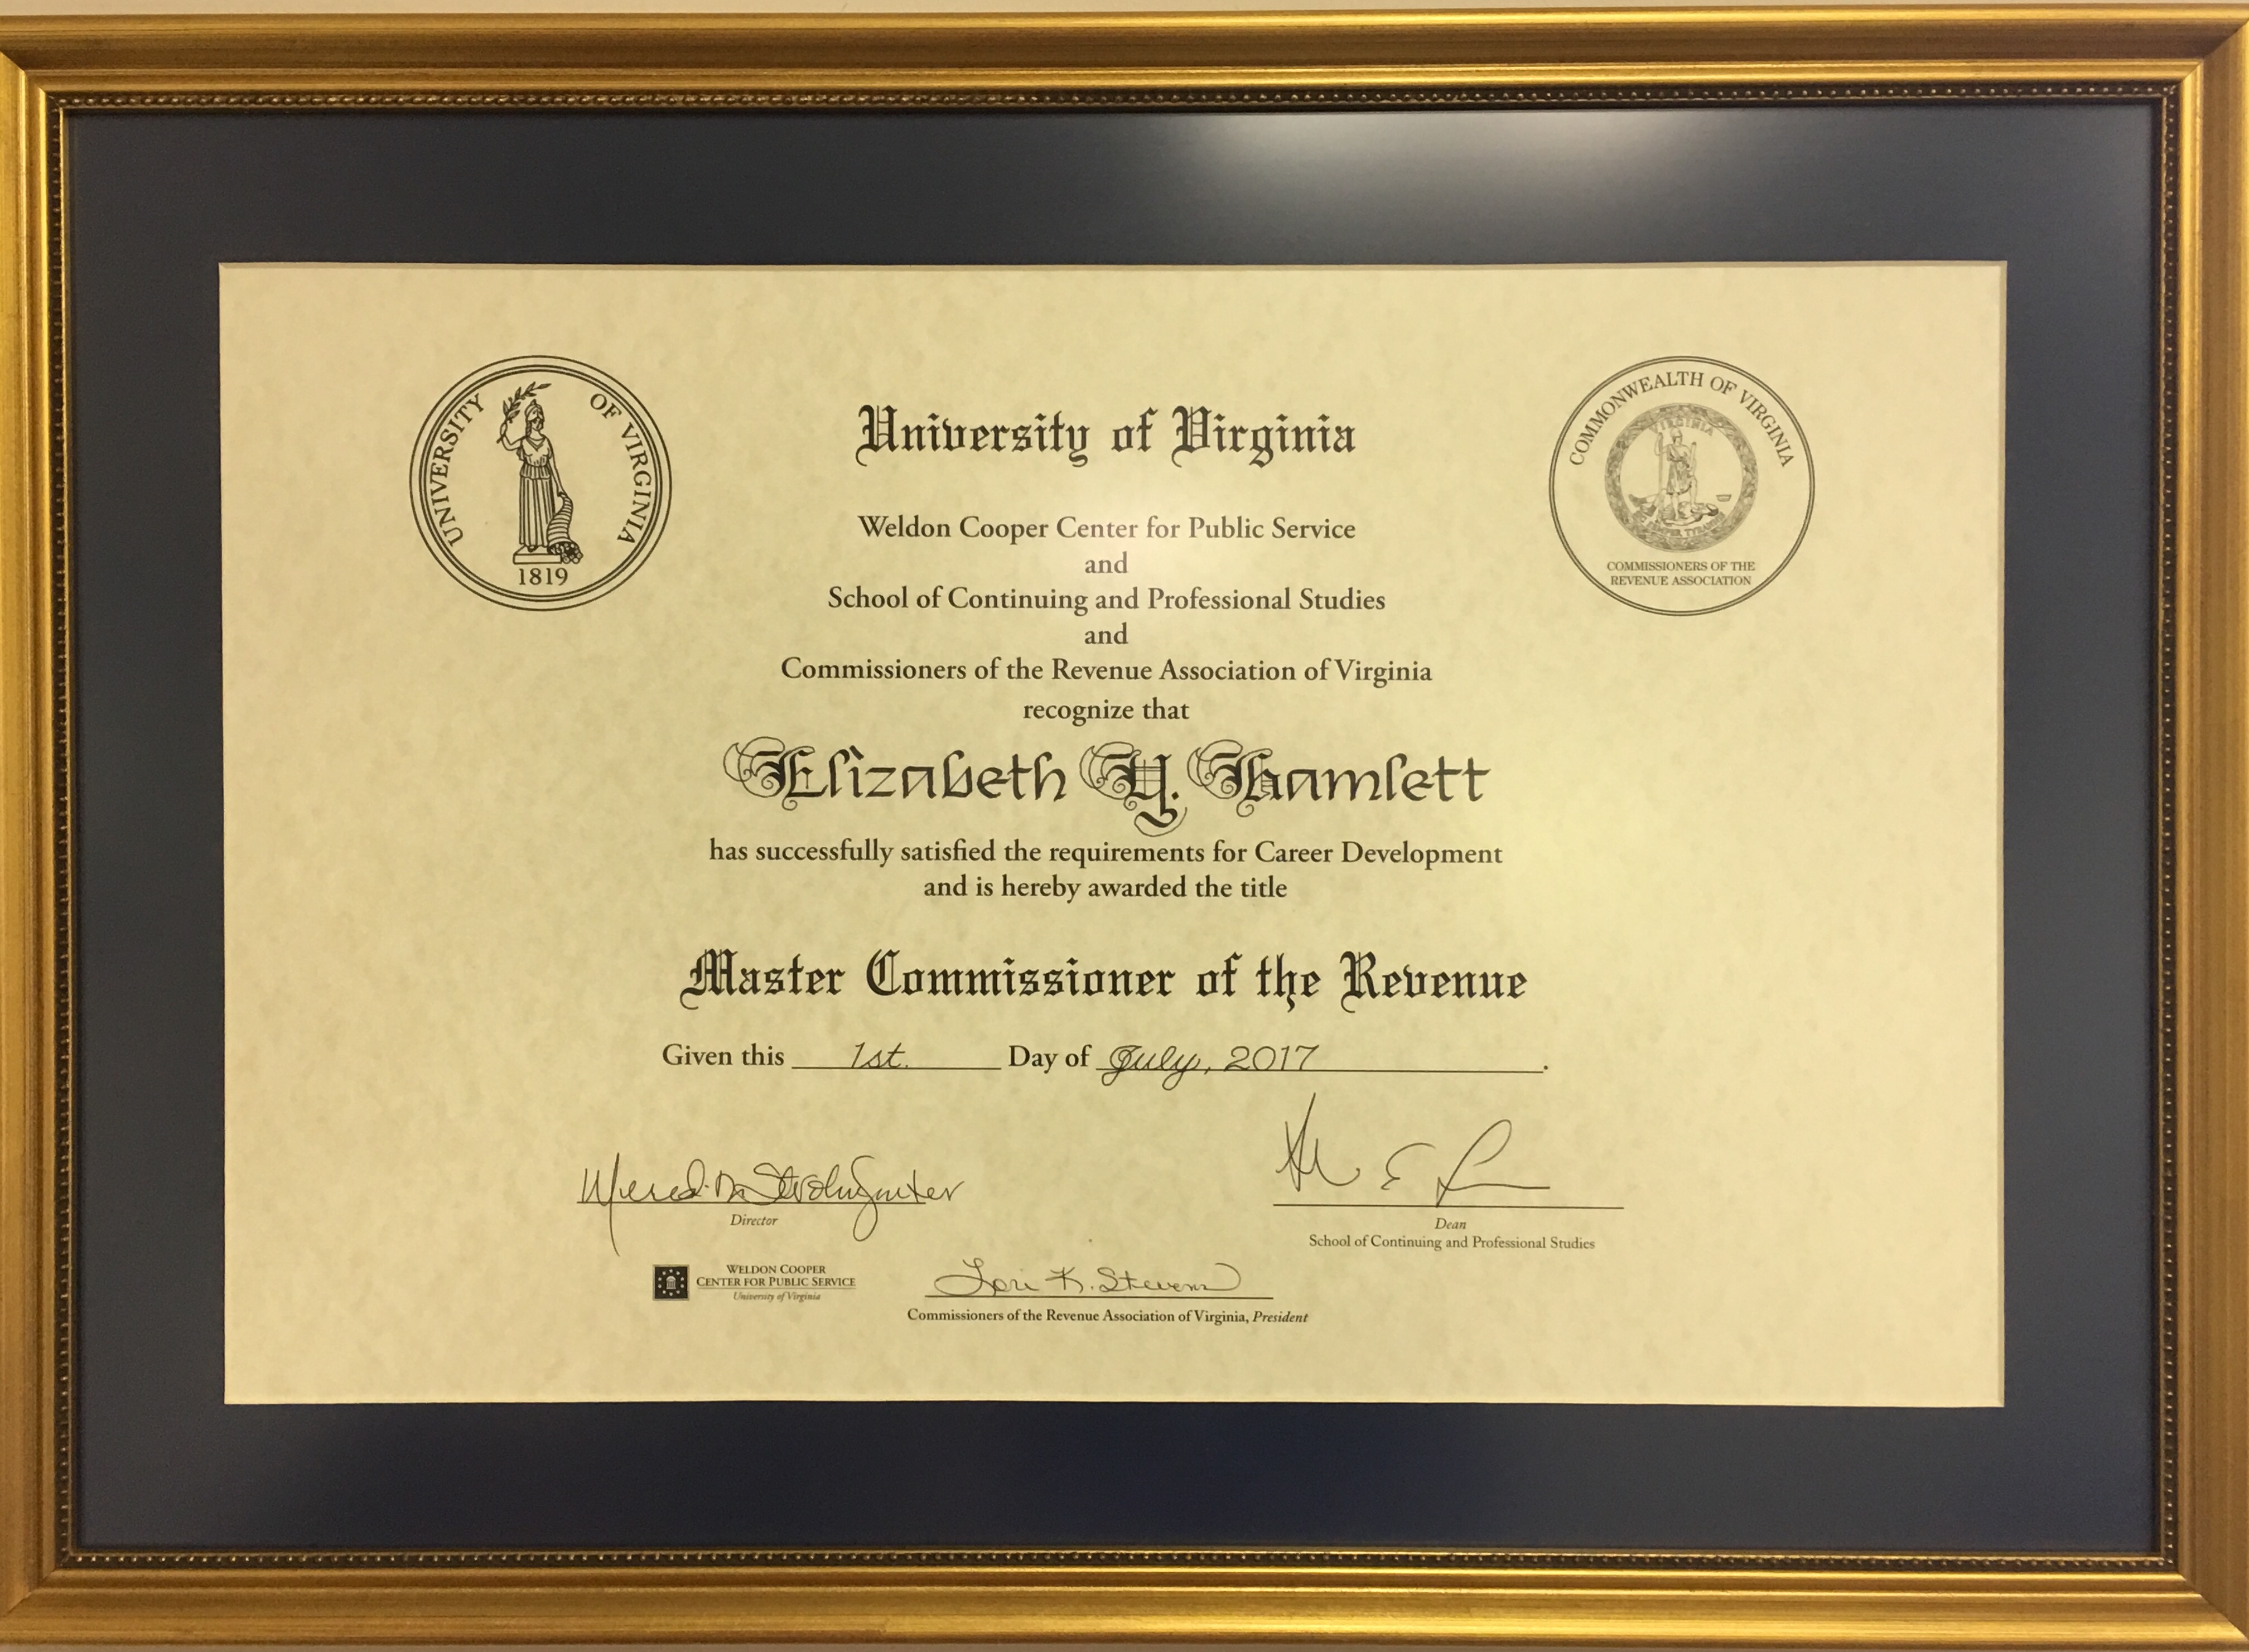 UNIVERSITY OF VIRGINIA
1819
COMMONWEALTH OF VIRGINIA
VIRGINIA
COMMISSIONERS OF THE
REVENUE ASSOCIATION
University of Virginia
Weldon Cooper Center for Public Service
and
School of Continuing and Professional Studies
and
Commissioners of the Revenue Association of Virginia
recognize that
Elizabeth Y. Hamlett
has successfully satisfied the requirements for Career Development
and is hereby awarded the title
Master Commissioner of the Revenue
Given this 1st. Day of July, 2017.
Director
Dean
School of Continuing and Professional Studies
WELDON COOPER
CENTER FOR PUBLIC SERVICE
University of Virginia
Lori K. Stevens
Commissioners of the Revenue Association of Virginia, President